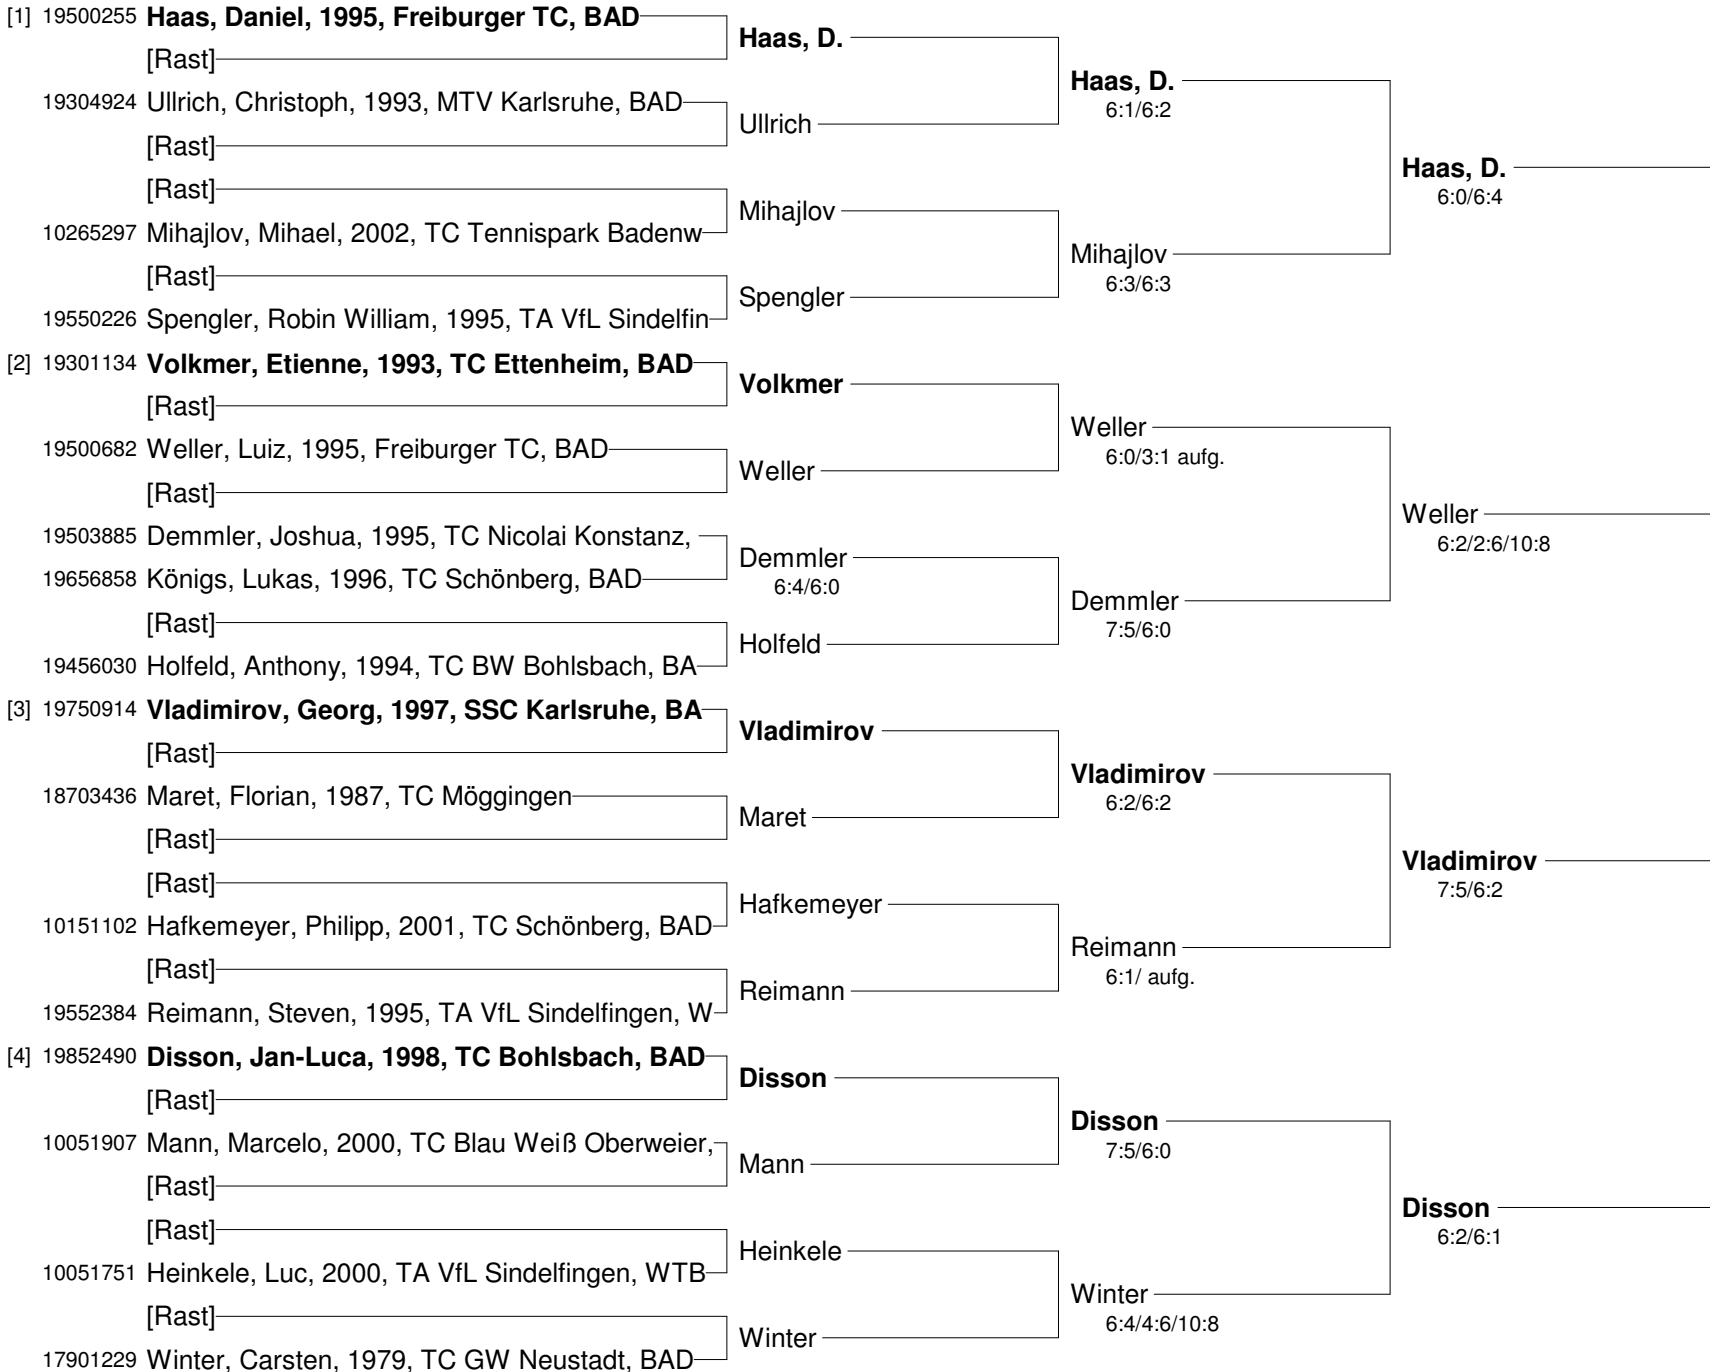 [1] 19500255 Haas, Daniel, 1995, Freiburger TC, BAD
Haas, D.
[Rast]
Haas, D.
6:1/6:2
19304924 Ullrich, Christoph, 1993, MTV Karlsruhe, BAD
Ullrich
[Rast]
Haas, D.
6:0/6:4
[Rast]
Mihajlov
10265297 Mihajlov, Mihael, 2002, TC Tennispark Badenw
Mihajlov
6:3/6:3
[Rast]
Spengler
19550226 Spengler, Robin William, 1995, TA VfL Sindelfin
[2] 19301134 Volkmer, Etienne, 1993, TC Ettenheim, BAD
Volkmer
[Rast]
Weller
6:0/3:1 aufg.
19500682 Weller, Luiz, 1995, Freiburger TC, BAD
Weller
[Rast]
Weller
6:2/2:6/10:8
19503885 Demmler, Joshua, 1995, TC Nicolai Konstanz,
Demmler
6:4/6:0
19656858 Königs, Lukas, 1996, TC Schönberg, BAD
Demmler
7:5/6:0
[Rast]
Holfeld
19456030 Holfeld, Anthony, 1994, TC BW Bohlsbach, BA
[3] 19750914 Vladimirov, Georg, 1997, SSC Karlsruhe, BA
Vladimirov
[Rast]
Vladimirov
6:2/6:2
18703436 Maret, Florian, 1987, TC Möggingen
Maret
[Rast]
Vladimirov
7:5/6:2
[Rast]
Hafkemeyer
10151102 Hafkemeyer, Philipp, 2001, TC Schönberg, BAD
Reimann
6:1/ aufg.
[Rast]
Reimann
19552384 Reimann, Steven, 1995, TA VfL Sindelfingen, W
[4] 19852490 Disson, Jan-Luca, 1998, TC Bohlsbach, BAD
Disson
[Rast]
Disson
7:5/6:0
10051907 Mann, Marcelo, 2000, TC Blau Weiß Oberweier,
Mann
[Rast]
Disson
6:2/6:1
[Rast]
Heinkele
10051751 Heinkele, Luc, 2000, TA VfL Sindelfingen, WTB
Winter
6:4/4:6/10:8
[Rast]
Winter
17901229 Winter, Carsten, 1979, TC GW Neustadt, BAD